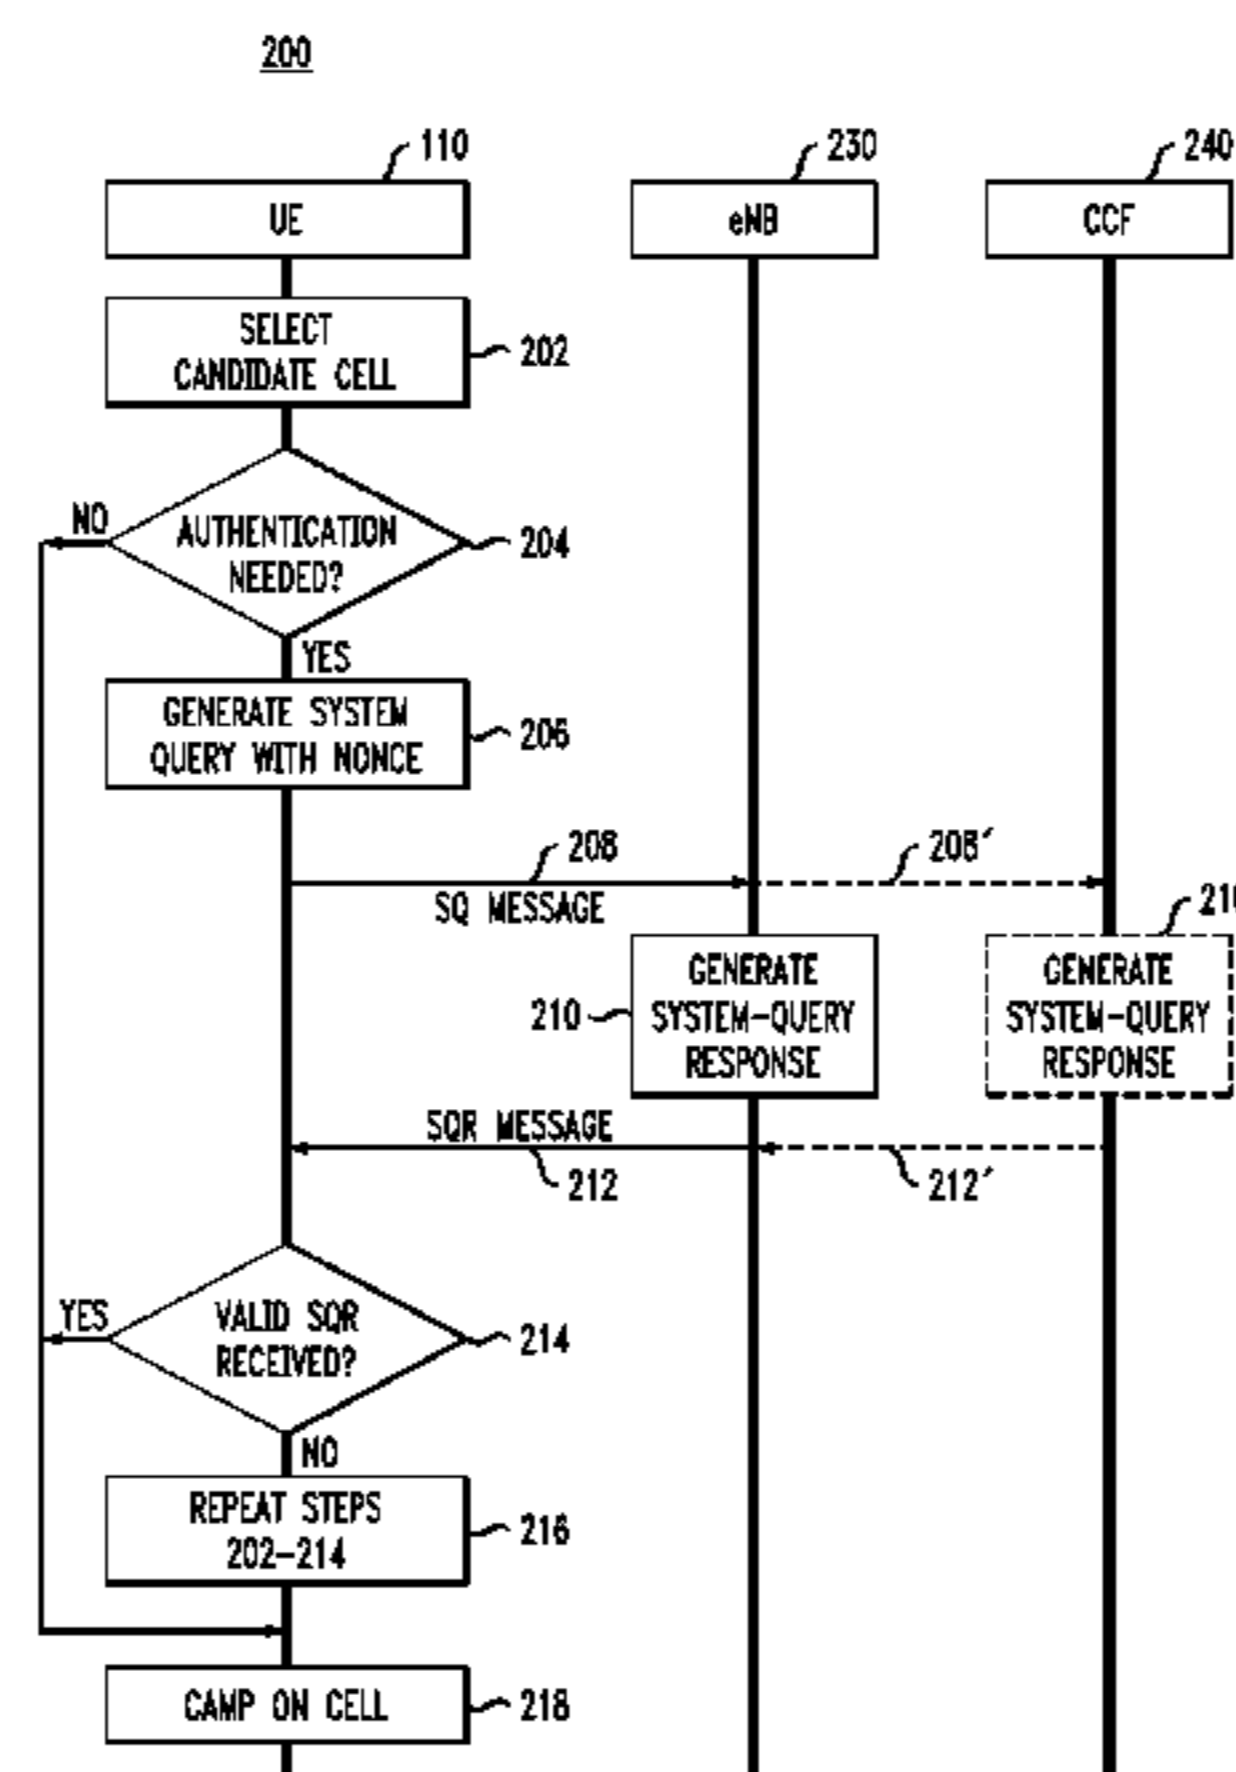 200
110
230
240
UE
eNB
CCF
SELECT
CANDIDATE CELL
202
NO
AUTHENTICATION
NEEDED?
204
YES
GENERATE SYSTEM
QUERY WITH NONCE
206
208
208′
SQ MESSAGE
210
GENERATE
SYSTEM-QUERY
RESPONSE
210
GENERATE
SYSTEM-QUERY
RESPONSE
SQR MESSAGE
212
212′
YES
VALID SQR
RECEIVED?
214
NO
REPEAT STEPS
202-214
216
CAMP ON CELL
218